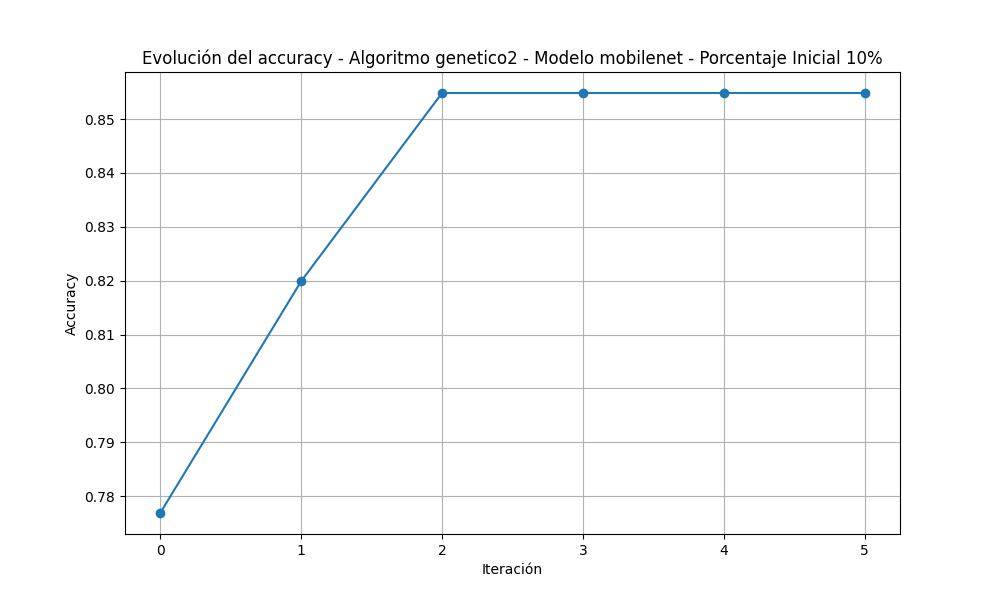 Evolución del accuracy - Algoritmo genetico2 - Modelo mobilenet - Porcentaje Inicial 10%
0.85
0.84
0.83
0.82
0.81
0.80
0.79
0.78
Accuracy
0 1 2 3 4 5
Iteración